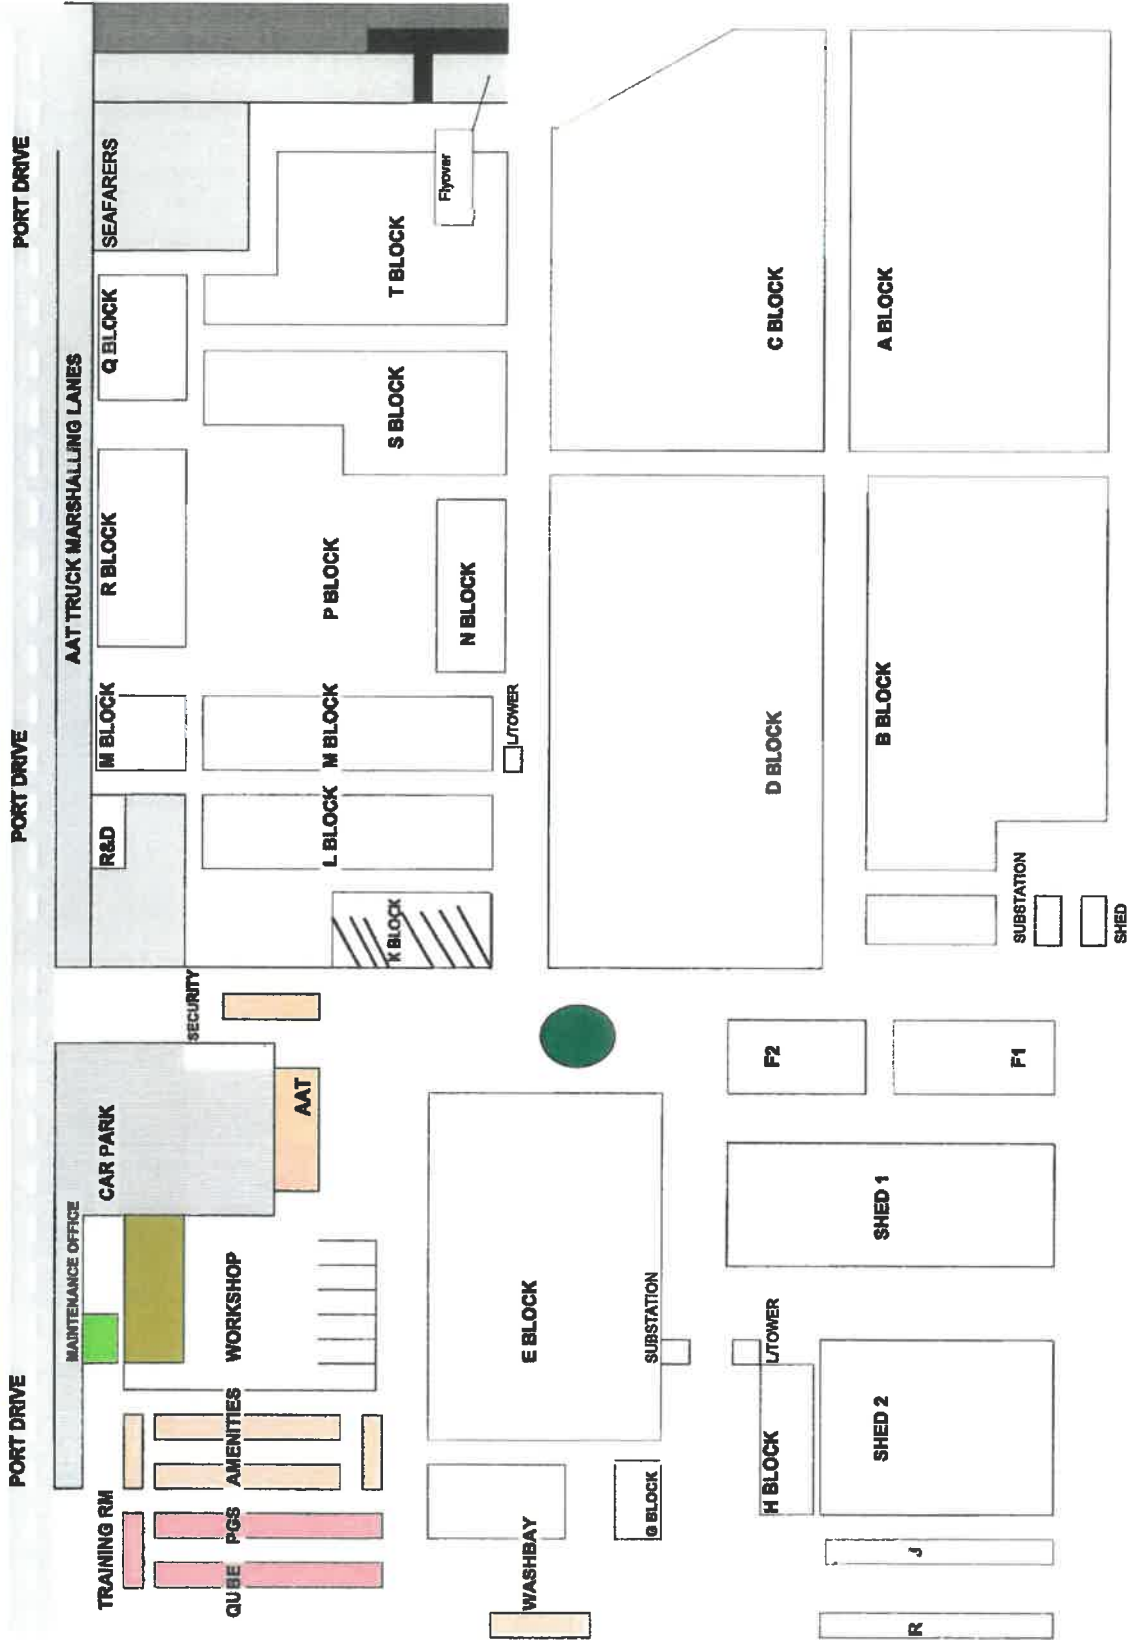 PORT DRIVE
PORT DRIVE
PORT DRIVE
MAINTENANCE OFFICE
AAT TRUCK MARSHALLING LANES
TRAINING RM
CAR PARK
R&D
M BLOCK
R BLOCK
Q BLOCK
SEAFARERS
SECURITY
QUBE
PGS
AMENITIES
WORKSHOP
AAT
L BLOCK
M BLOCK
P BLOCK
K BLOCK
S BLOCK
T BLOCK
Flyover
N BLOCK
L/TOWER
WASHBAY
E BLOCK
G BLOCK
SUBSTATION
H BLOCK
L/TOWER
F2
D BLOCK
C BLOCK
SHED 2
SHED 1
B BLOCK
A BLOCK
R
J
F1
SUBSTATION
SHED